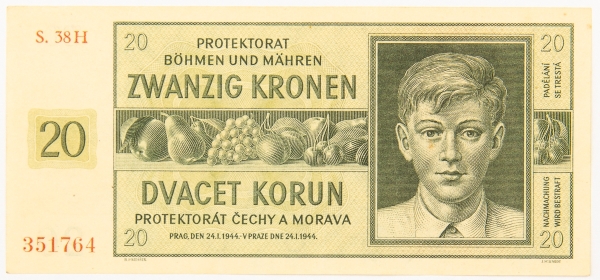 S. 38H
20
PROTEKTORAT
BÖHMEN UND MÄHREN
ZWANZIG KRONEN
20
PADĚLÁNÍ
SE TRESTÁ
20
DVACET KORUN
PROTEKTORÁT ČECHY A MORAVA
351764
20
PRAG, DEN 24.I.1944.-V PRAZE DNE 24.I.1944.
NACHMACHUNG
WIRD BESTRAFT
20